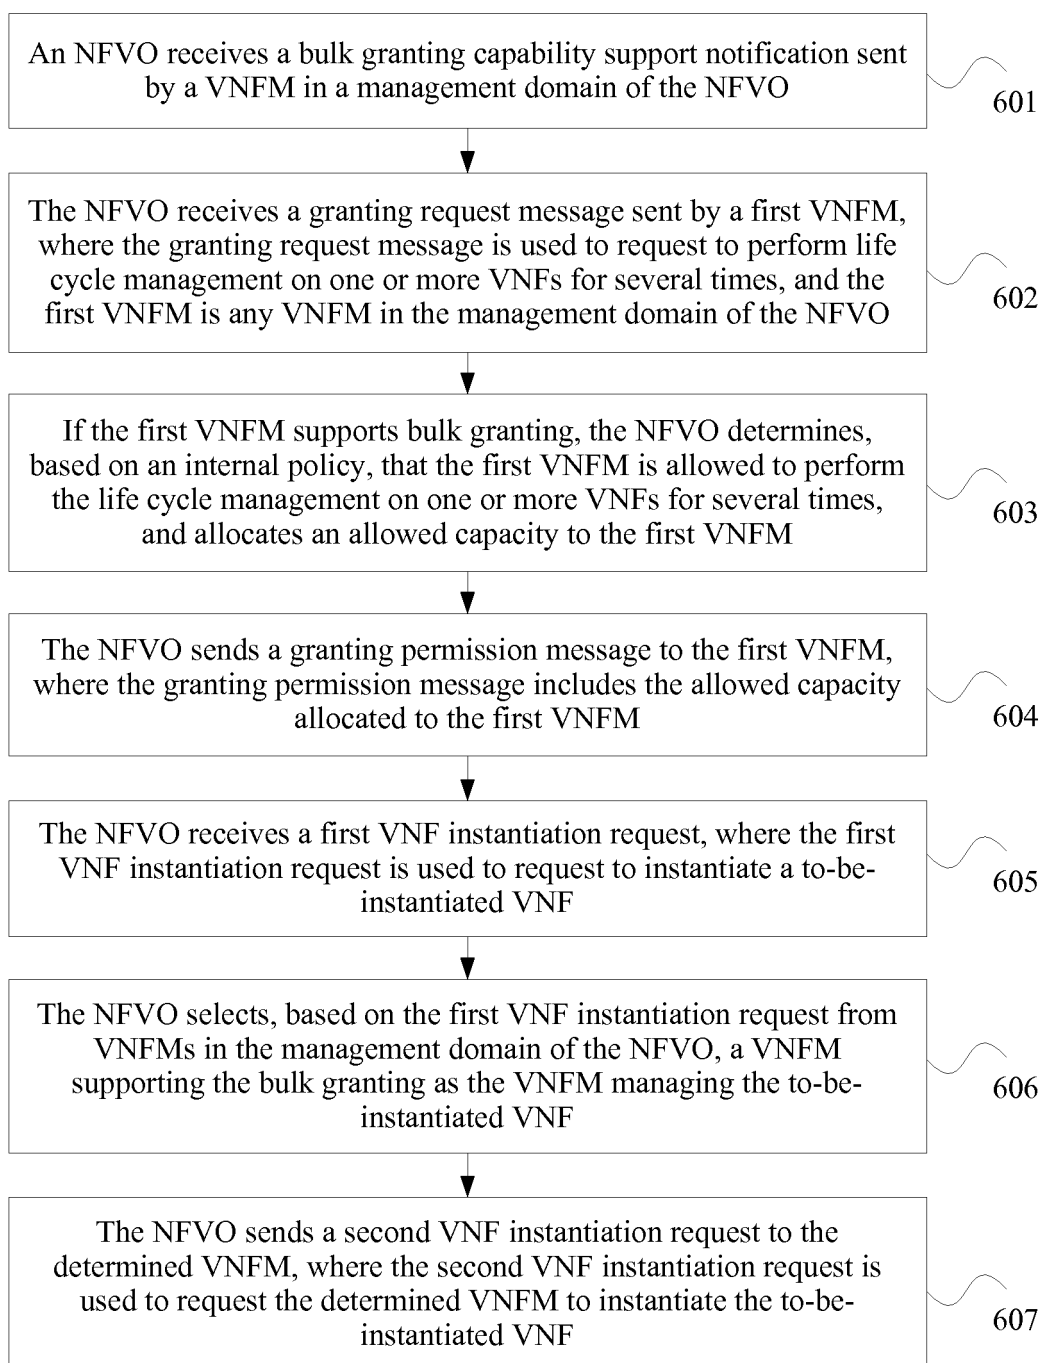 An NFVO receives a bulk granting capability support notification sent
by a VNFM in a management domain of the NFVO
601
The NFVO receives a granting request message sent by a first VNFM,
where the granting request message is used to request to perform life
cycle management on one or more VNFs for several times, and the
first VNFM is any VNFM in the management domain of the NFVO
602
If the first VNFM supports bulk granting, the NFVO determines,
based on an internal policy, that the first VNFM is allowed to perform
the life cycle management on one or more VNFs for several times,
and allocates an allowed capacity to the first VNFM
603
The NFVO sends a granting permission message to the first VNFM,
where the granting permission message includes the allowed capacity
allocated to the first VNFM
604
The NFVO receives a first VNF instantiation request, where the first
VNF instantiation request is used to request to instantiate a to-be-
instantiated VNF
605
The NFVO selects, based on the first VNF instantiation request from
VNFMs in the management domain of the NFVO, a VNFM
supporting the bulk granting as the VNFM managing the to-be-
instantiated VNF
606
The NFVO sends a second VNF instantiation request to the
determined VNFM, where the second VNF instantiation request is
used to request the determined VNFM to instantiate the to-be-
instantiated VNF
607